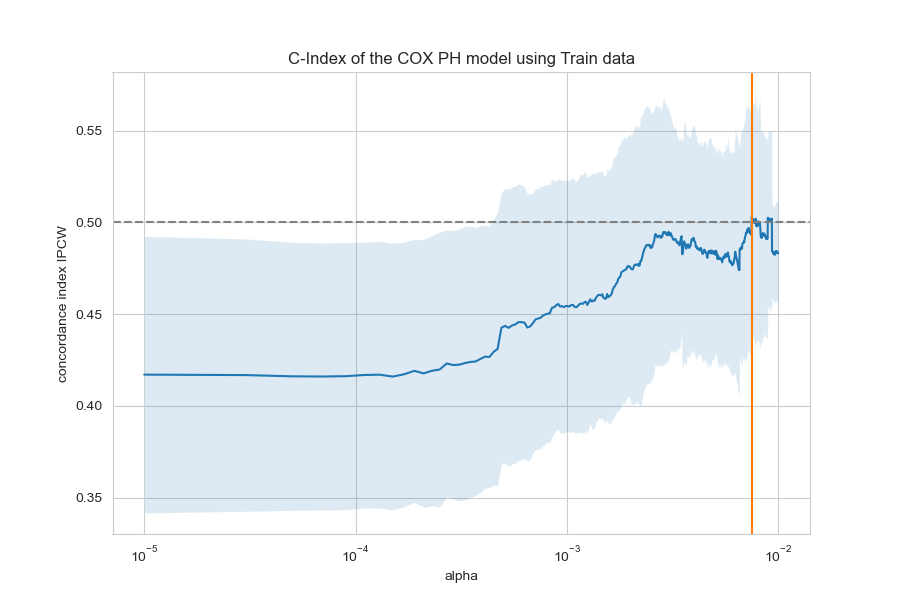 C-Index of the COX PH model using Train data
concordance index IPCW
0.55
0.50
0.45
0.40
0.35
10⁻⁵ 10⁻⁴ 10⁻³ 10⁻²
alpha